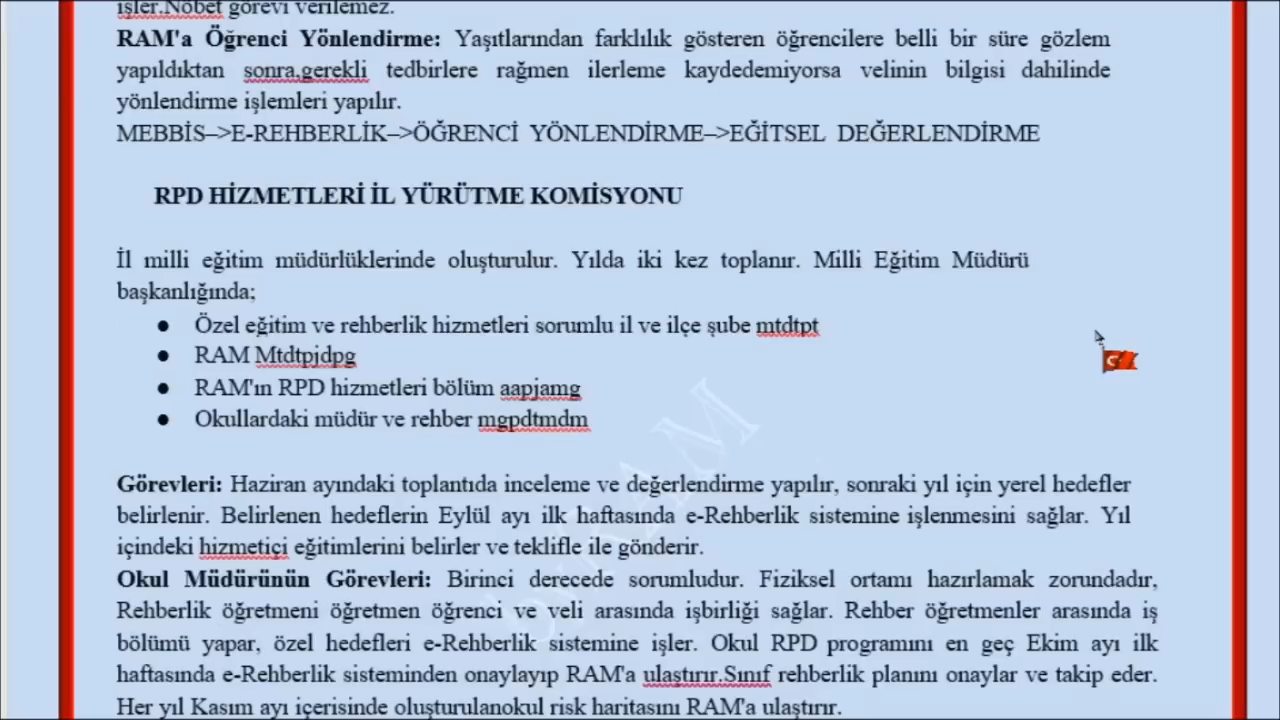 işler.Nöbet görevi verilemez.
RAM'a Öğrenci Yönlendirme: Yaşıtlarından farklılık gösteren öğrencilere belli bir süre gözlem
yapıldıktan sonra,gerekli tedbirlere rağmen ilerleme kaydedemiyorsa velinin bilgisi dahilinde
yönlendirme işlemleri yapılır.
MEBBİS–>E-REHBERLİK–>ÖĞRENCİ YÖNLENDİRME–>EĞİTSEL DEĞERLENDİRME
RPD HİZMETLERİ İL YÜRÜTME KOMİSYONU
İl milli eğitim müdürlüklerinde oluşturulur. Yılda iki kez toplanır. Milli Eğitim Müdürü
başkanlığında;
● Özel eğitim ve rehberlik hizmetleri sorumlu il ve ilçe şube mtdtpt
● RAM Mtdtpjdpg
● RAM'ın RPD hizmetleri bölüm aapjamg
● Okullardaki müdür ve rehber mgpdtmdm
Görevleri: Haziran ayındaki toplantıda inceleme ve değerlendirme yapılır, sonraki yıl için yerel hedefler
belirlenir. Belirlenen hedeflerin Eylül ayı ilk haftasında e-Rehberlik sistemine işlenmesini sağlar. Yıl
içindeki hizmetiçi eğitimlerini belirler ve teklifle ile gönderir.
Okul Müdürünün Görevleri: Birinci derecede sorumludur. Fiziksel ortamı hazırlamak zorundadır,
Rehberlik öğretmeni öğretmen öğrenci ve veli arasında işbirliği sağlar. Rehber öğretmenler arasında iş
bölümü yapar, özel hedefleri e-Rehberlik sistemine işler. Okul RPD programını en geç Ekim ayı ilk
haftasında e-Rehberlik sisteminden onaylayıp RAM'a ulaştırır.Sınıf rehberlik planını onaylar ve takip eder.
Her yıl Kasım ayı içerisinde oluşturulanokul risk haritasını RAM'a ulaştırır.